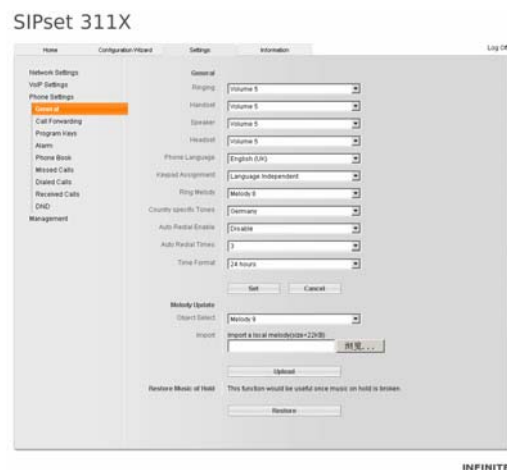 SIPset 311X
Home Configuration Wizard Settings Information Log Off
Network Settings
VoIP Settings
Phone Settings
General
Call Forwarding
Program Keys
Alarm
Phone Book
Missed Calls
Dialed Calls
Received Calls
DND
Management
General
Ringing Volume 5
Handset Volume 5
Speaker Volume 5
Headset Volume 5
Phone Language English (UK)
Keypad Assignment Language Independent
Ring Melody Melody 8
Country specific Tones Germany
Auto Redial Enable Disable
Auto Redial Times 3
Time Format 24 hours
Set Cancel
Melody Update
Object Select Melody 9
Import Import a local melody(size<22KB)
浏览...
Upload
Restore Music of Hold This function would be useful once music on hold is broken
Restore
INFINITE